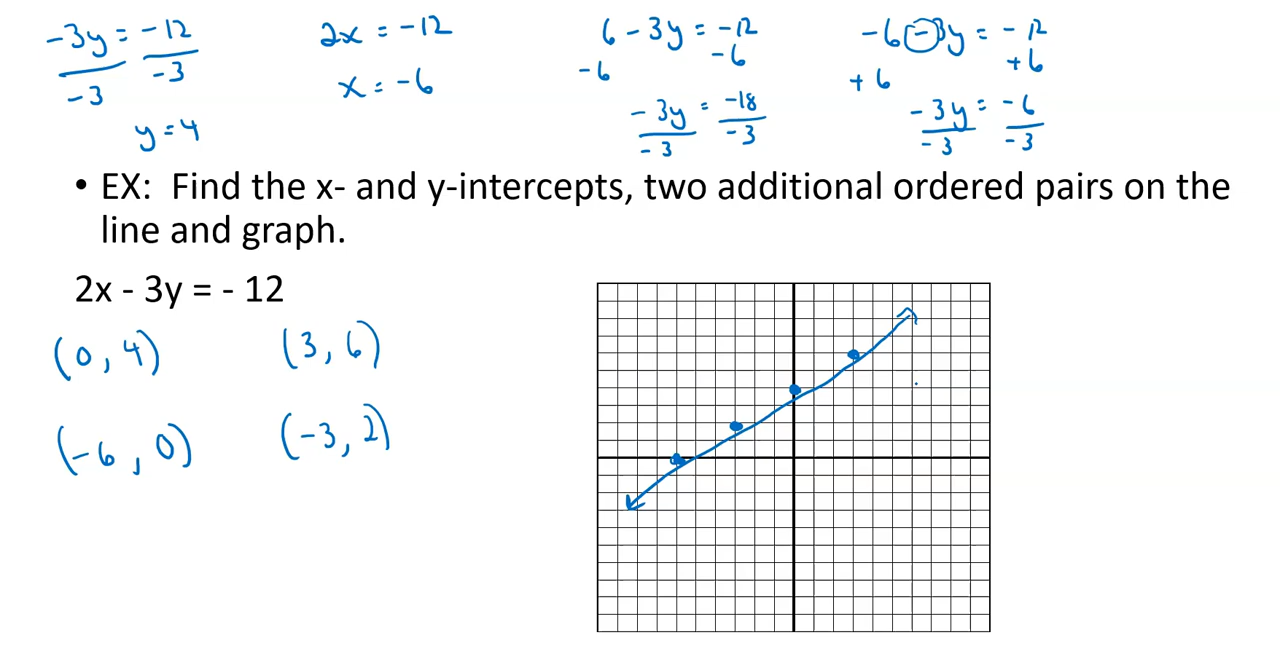 -3y = -12
-3 -3
y = 4
2x = -12
x = -6
6 - 3y = -12
-6 -6
-3y = -18
-3 -3
-6 - 3y = -12
+6 +6
-3y = -6
-3 -3
• EX: Find the x- and y-intercepts, two additional ordered pairs on the
line and graph.
2x - 3y = - 12
(0, 4) (3, 6)
(-6, 0) (-3, 2)